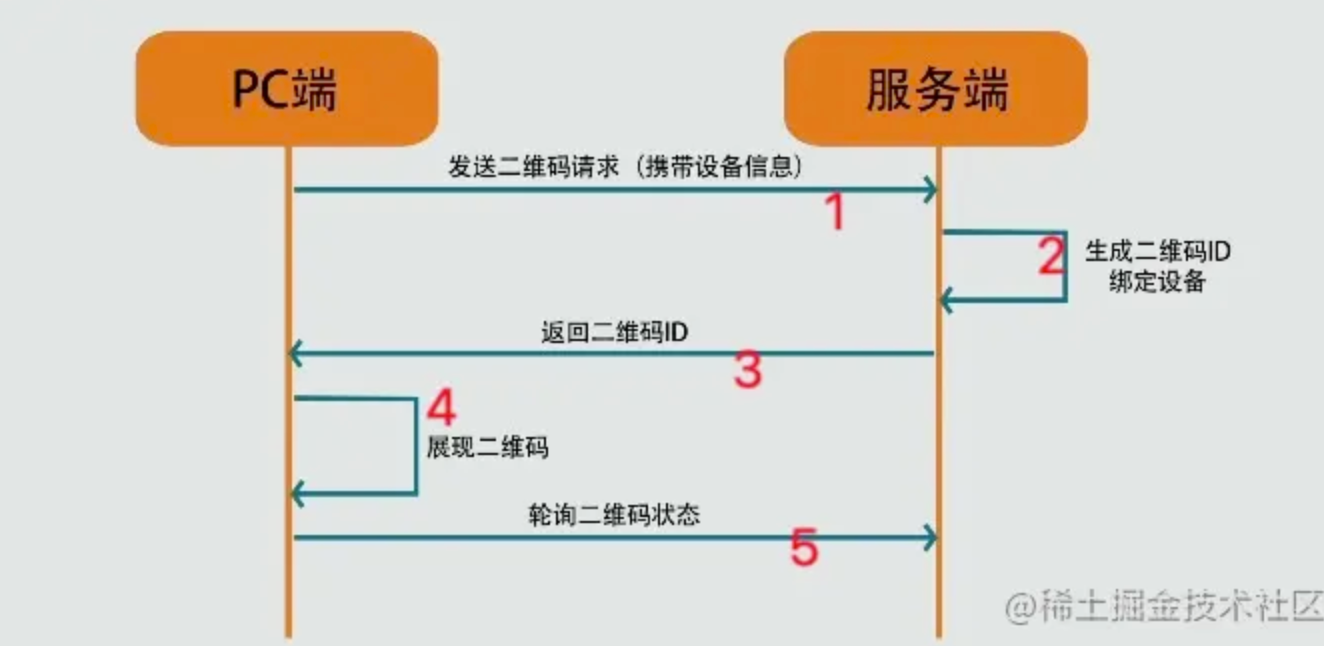 PC端
服务端
发送二维码请求（携带设备信息）
1
2
生成二维码ID
绑定设备
返回二维码ID
3
4
展现二维码
轮询二维码状态
5
@稀土掘金技术社区